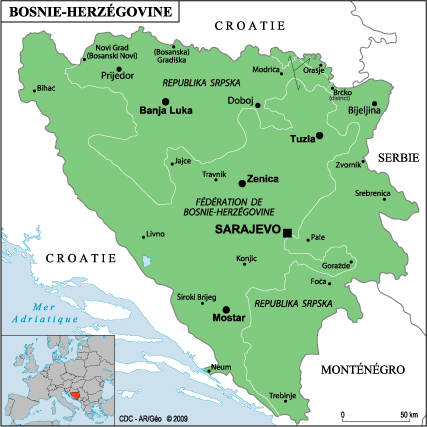 BOSNIE-HERZÉGOVINE
CROATIE
Novi Grad
(Bosanski Novi)
(Bosanska)
Gradiška
Prijedor
REPUBLIKA SRPSKA
Modrica
Orasje
Bihac
Banja Luka
Doboj
Brčko
(district)
Bijeljina
Tuzla
Jajce
Travnik
Zenica
Zvornik
SERBIE
Srebrenica
FÉDÉRATION DE
BOSNIE-HERZÉGOVINE
SARAJEVO
Pale
Livno
Konjic
Goražde
Foča
CROATIE
Široki Brijeg
REPUBLIKA SRPSKA
Mostar
Mer
Adriatique
Neum
MONTÉNÉGRO
Trebinje
CDC - AR/Géo © 2009
0
50 km